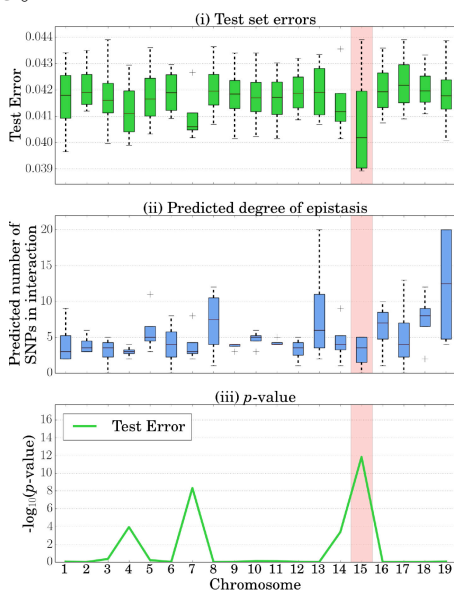 (i) Test set errors
0.044
0.043
0.042
0.041
0.040
0.039
Test Error
(ii) Predicted degree of epistasis
20
15
10
5
0
Predicted number of
SNPs in interaction
(iii) p-value
16
14
12
10
8
6
4
2
0
-log10(p-value)
Test Error
1 2 3 4 5 6 7 8 9 10 11 12 13 14 15 16 17 18 19
Chromosome